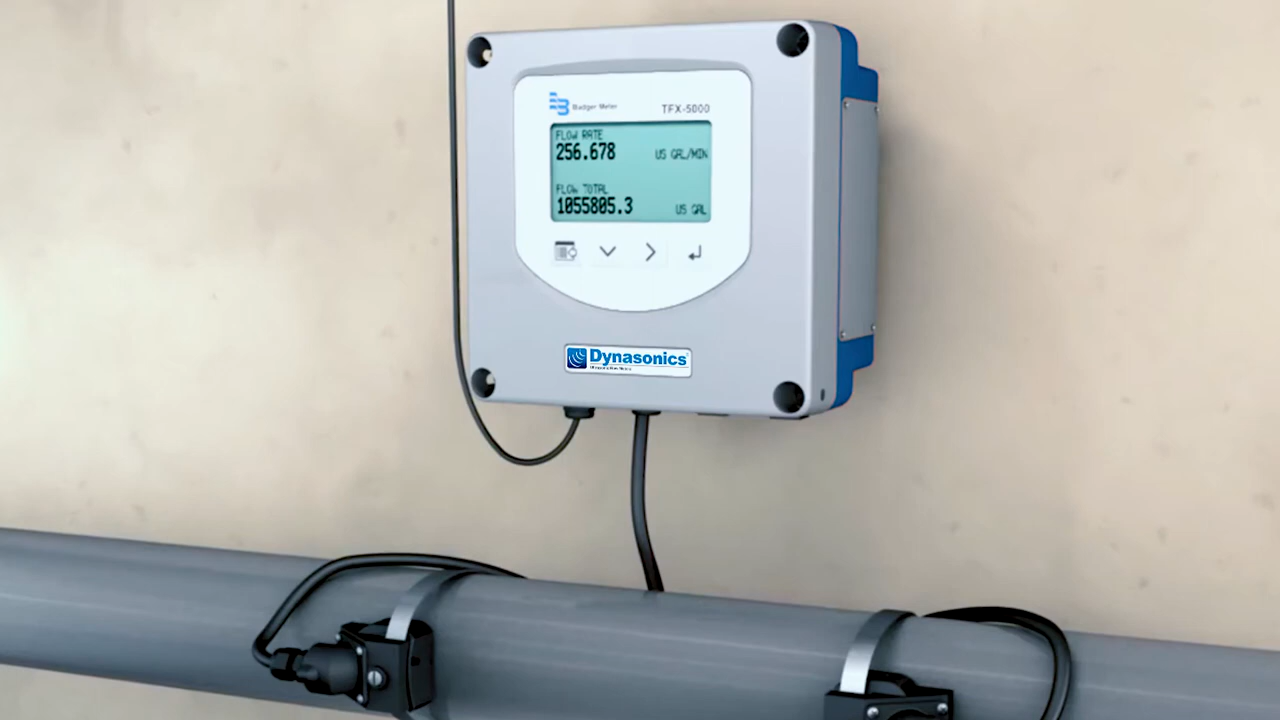 Badger Meter
TFX-5000
FLOW RATE
256.678 US GAL/MIN
FLOW TOTAL
1055805.3 US GAL
Dynasonics